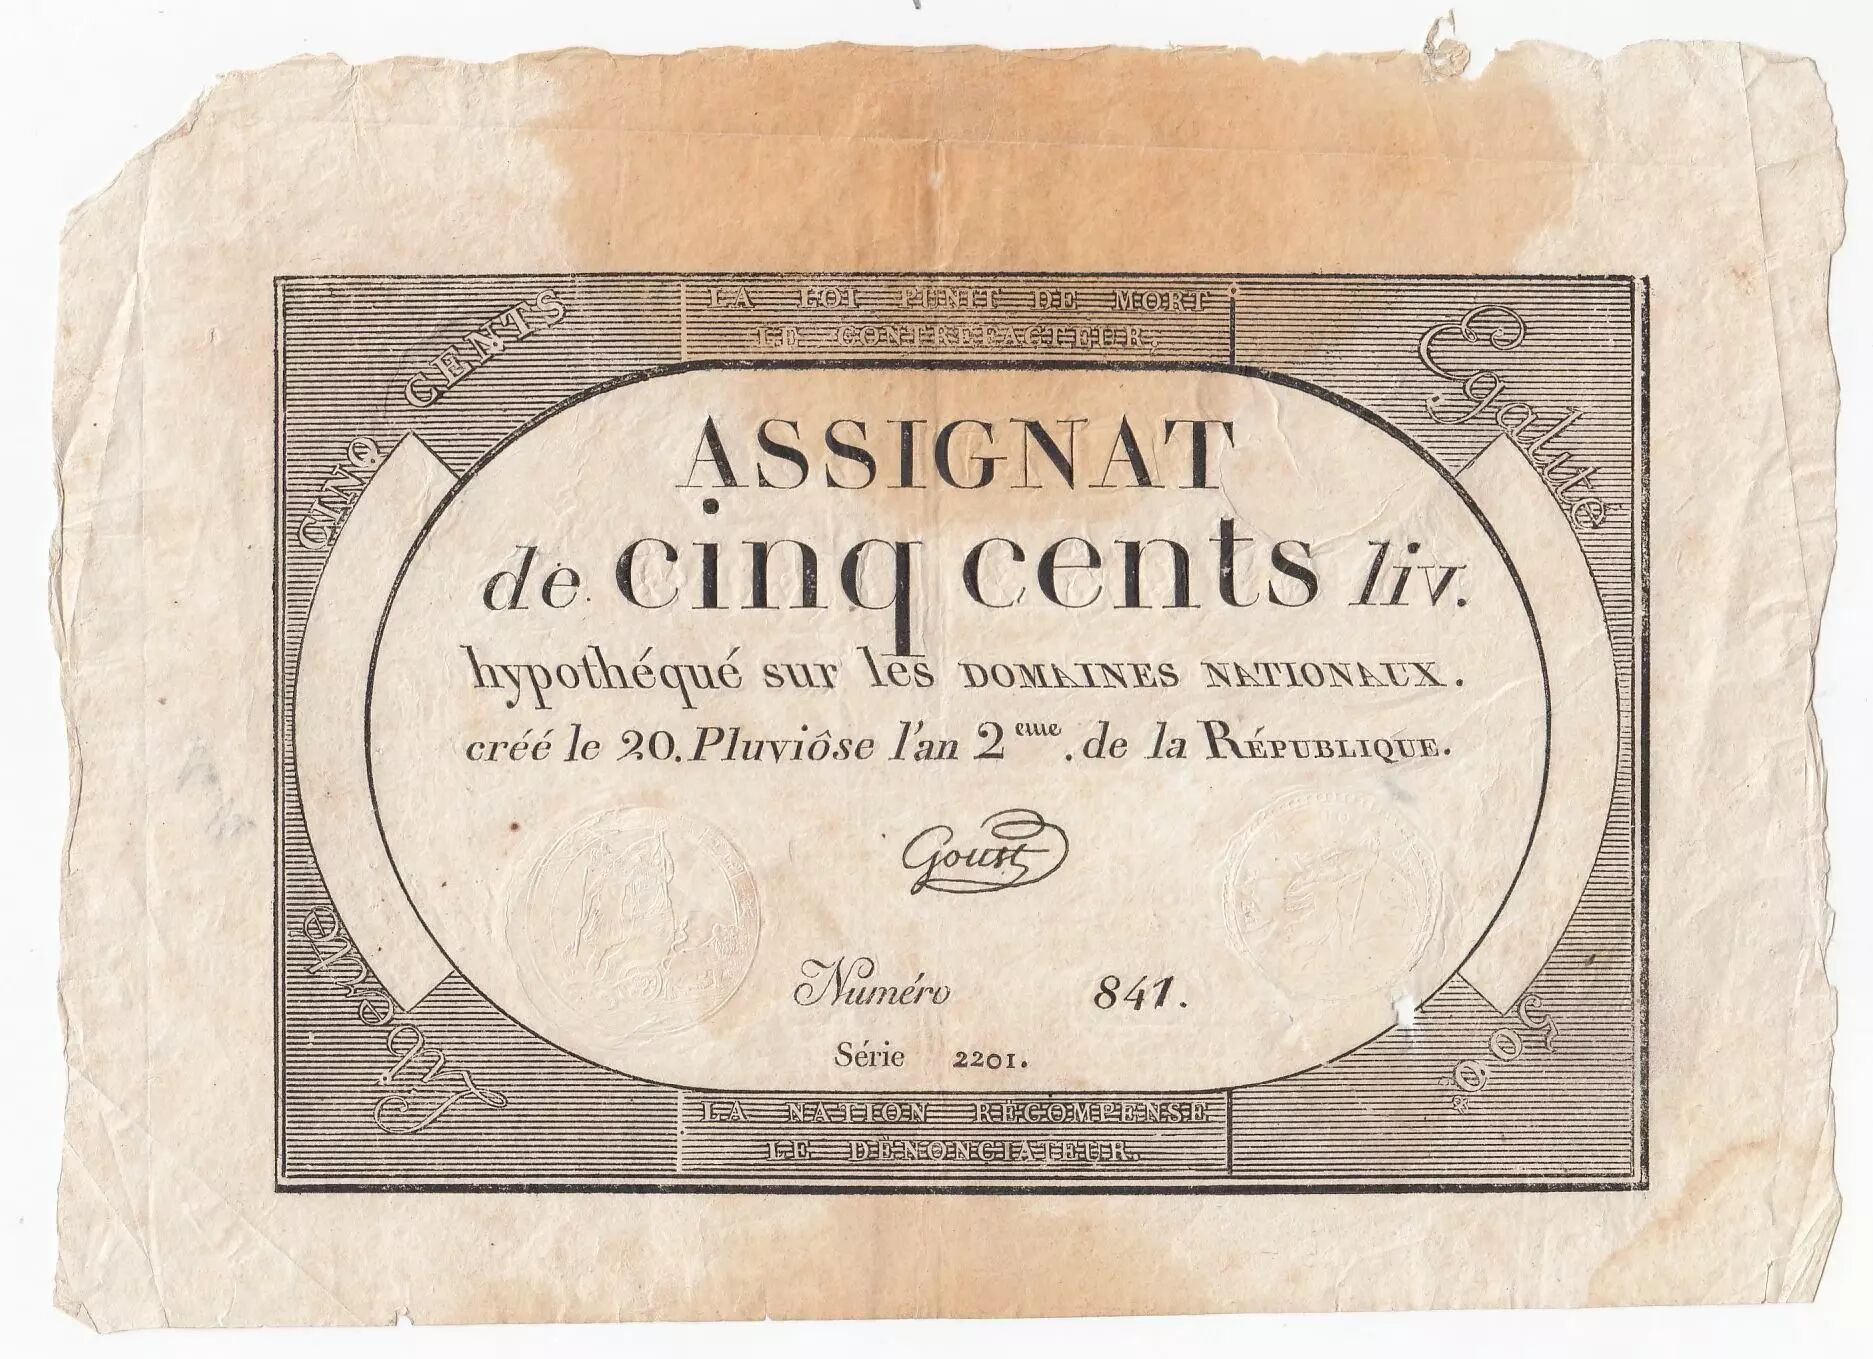 LA LOI PUNIT DE MORT
LE CONTREFACTEUR.
CINQ CENTS
Egalité
ASSIGNAT
de cinq cents liv.
hypothéqué sur les DOMAINES NATIONAUX.
créé le 20. Pluviôse l'an 2eme. de la RÉPUBLIQUE.
Goust
Numéro 841.
Série 2201.
Liberté
500.₶
LA NATION RÉCOMPENSE
LE DÉNONCIATEUR.